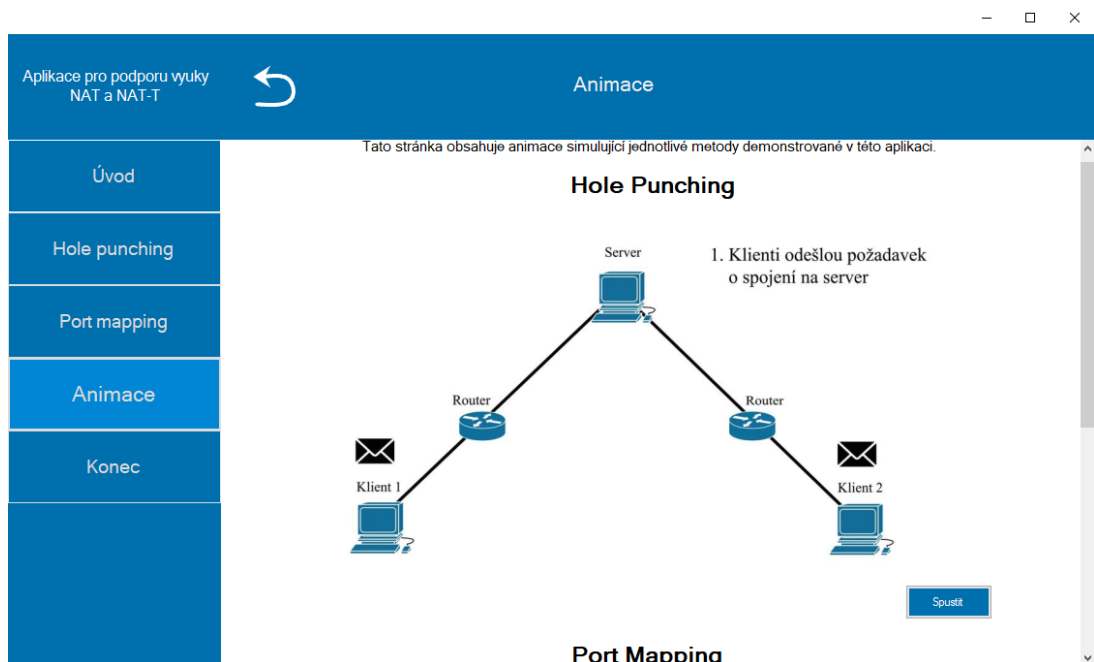 Aplikace pro podporu vyuky
NAT a NAT-T
Animace
Úvod
Hole punching
Port mapping
Animace
Konec
Tato stránka obsahuje animace simulující jednotlivé metody demonstrované v této aplikaci.
Hole Punching
Server
1. Klienti odešlou požadavek
o spojení na server
Router
Router
Klient 1
Klient 2
Spustit
Port Mapping